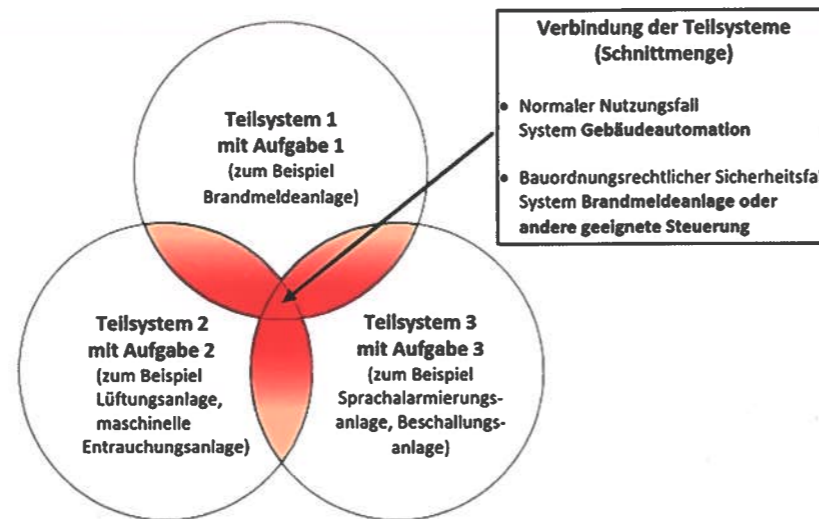 Verbindung der Teilsysteme
(Schnittmenge)
• Normaler Nutzungsfall
System Gebäudeautomation
• Bauordnungsrechtlicher Sicherheitsfal
System Brandmeldeanlage oder
andere geeignete Steuerung
Teilsystem 1
mit Aufgabe 1
(zum Beispiel
Brandmeldeanlage)
Teilsystem 2
mit Aufgabe 2
(zum Beispiel
Lüftungsanlage,
maschinelle
Entrauchungsanlage)
Teilsystem 3
mit Aufgabe 3
(zum Beispiel
Sprachalarmierungs-
anlage, Beschallungs-
anlage)